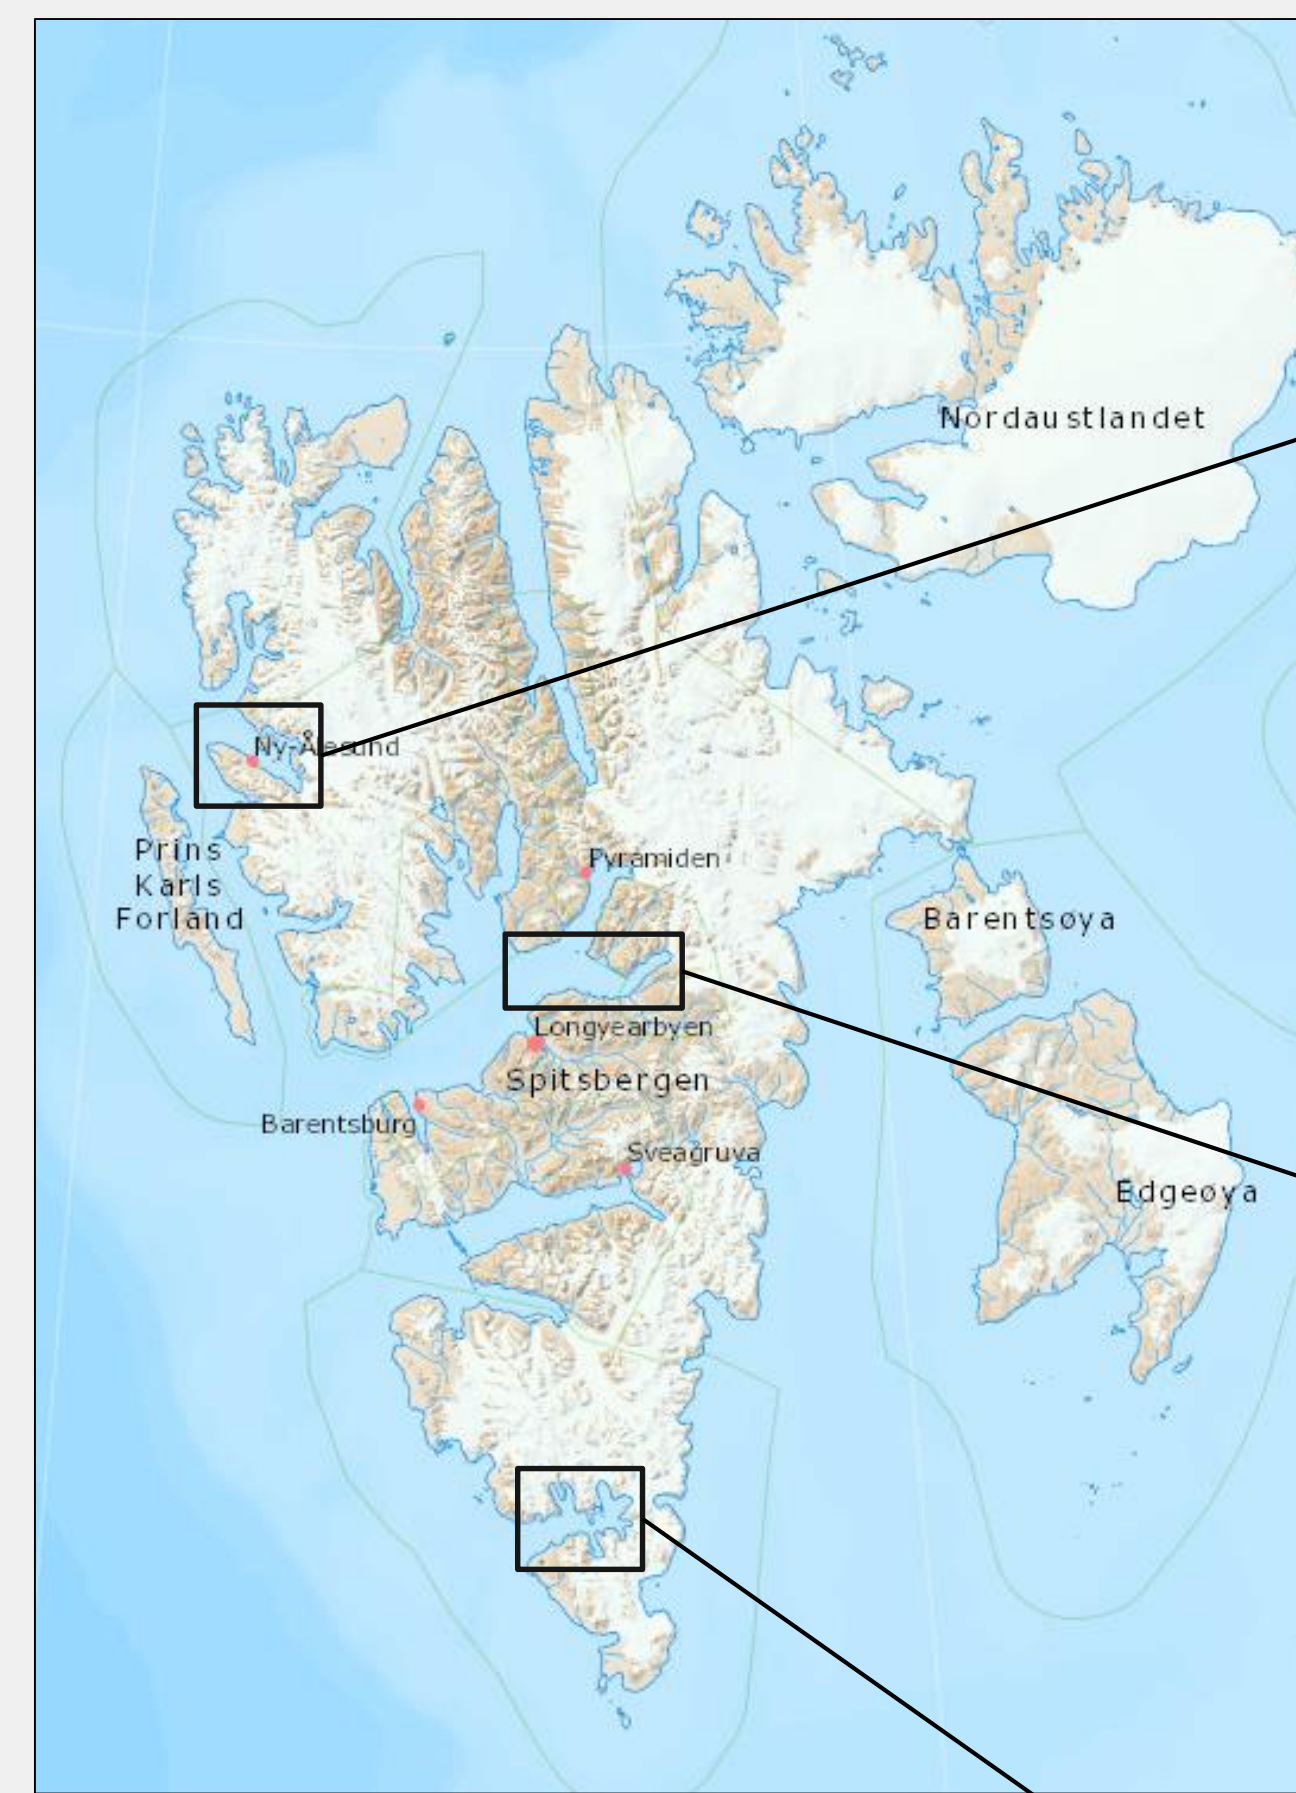 Nordaustlandet
Ny-Ålesund
Prins
Karls
Forland
Pyramiden
Barentsøya
Longyearbyen
Spitsbergen
Barentsburg
Sveagruva
Edgeøya